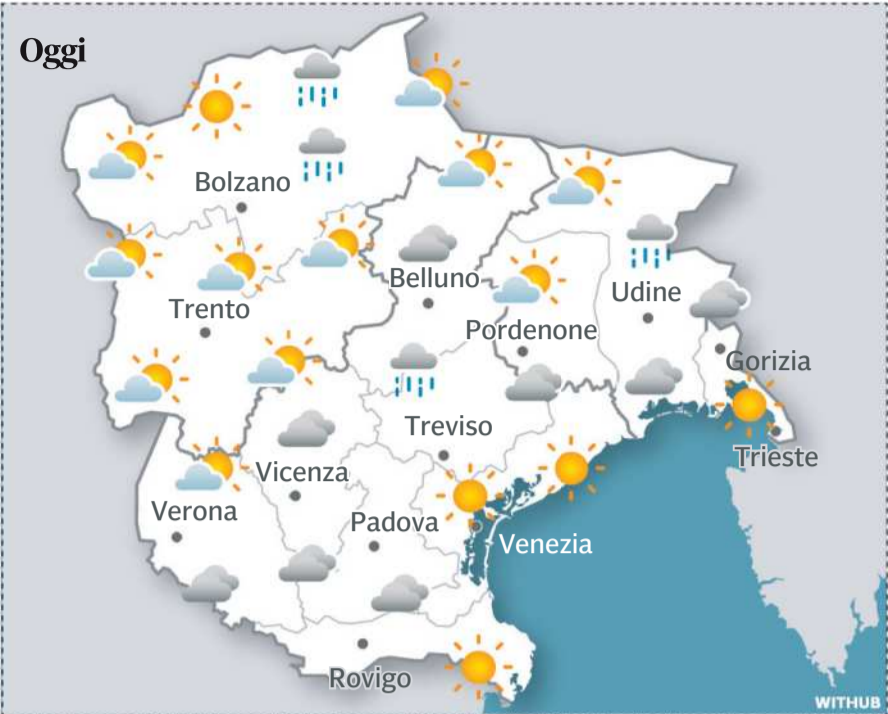 Oggi
Bolzano
Belluno
Udine
Trento
Pordenone
Gorizia
Treviso
Trieste
Vicenza
Verona
Padova
Venezia
Rovigo
WITHUB